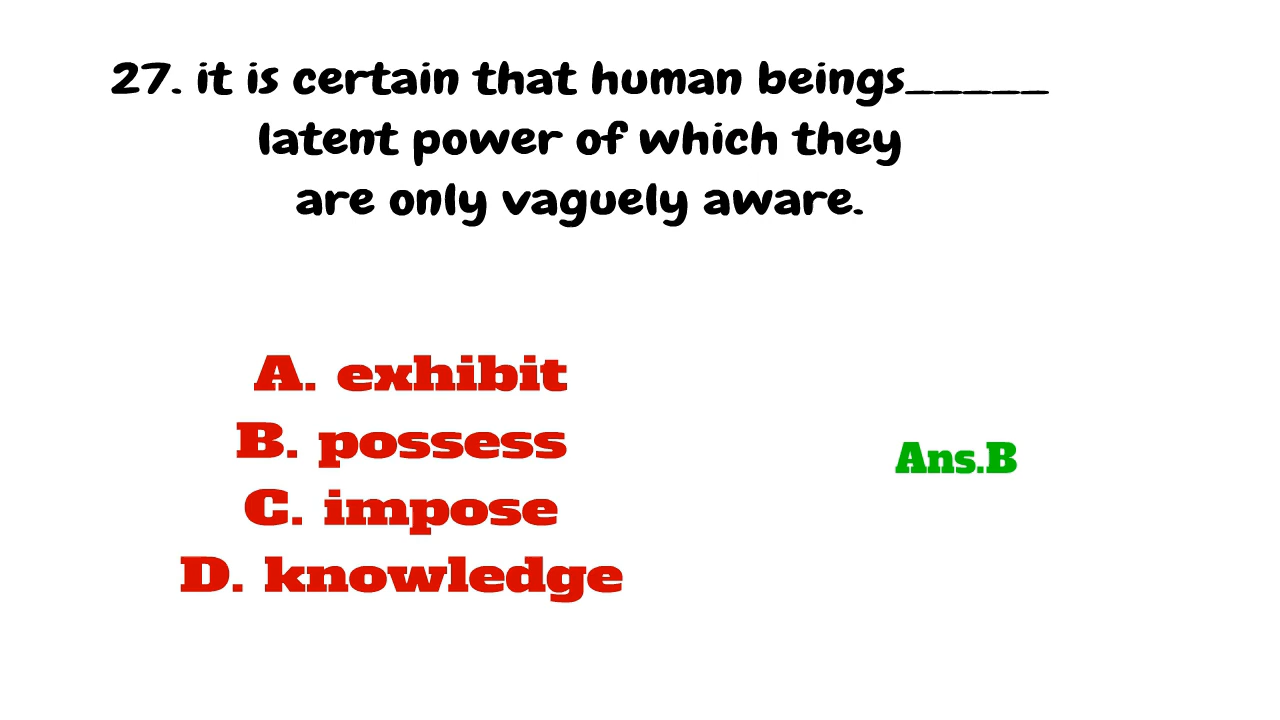 27. it is certain that human beings_____
latent power of which they
are only vaguely aware.
A. exhibit
B. possess
C. impose
D. knowledge
Ans.B